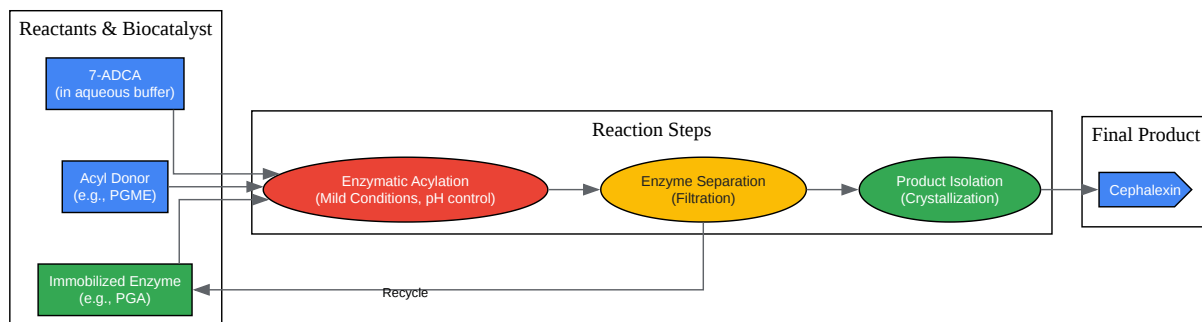 Reactants & Biocatalyst
7-ADCA
(in aqueous buffer)
Acyl Donor
(e.g., PGME)
Immobilized Enzyme
(e.g., PGA)
Reaction Steps
Enzymatic Acylation
(Mild Conditions, pH control)
Enzyme Separation
(Filtration)
Product Isolation
(Crystallization)
Recycle
Final Product
Cephalexin